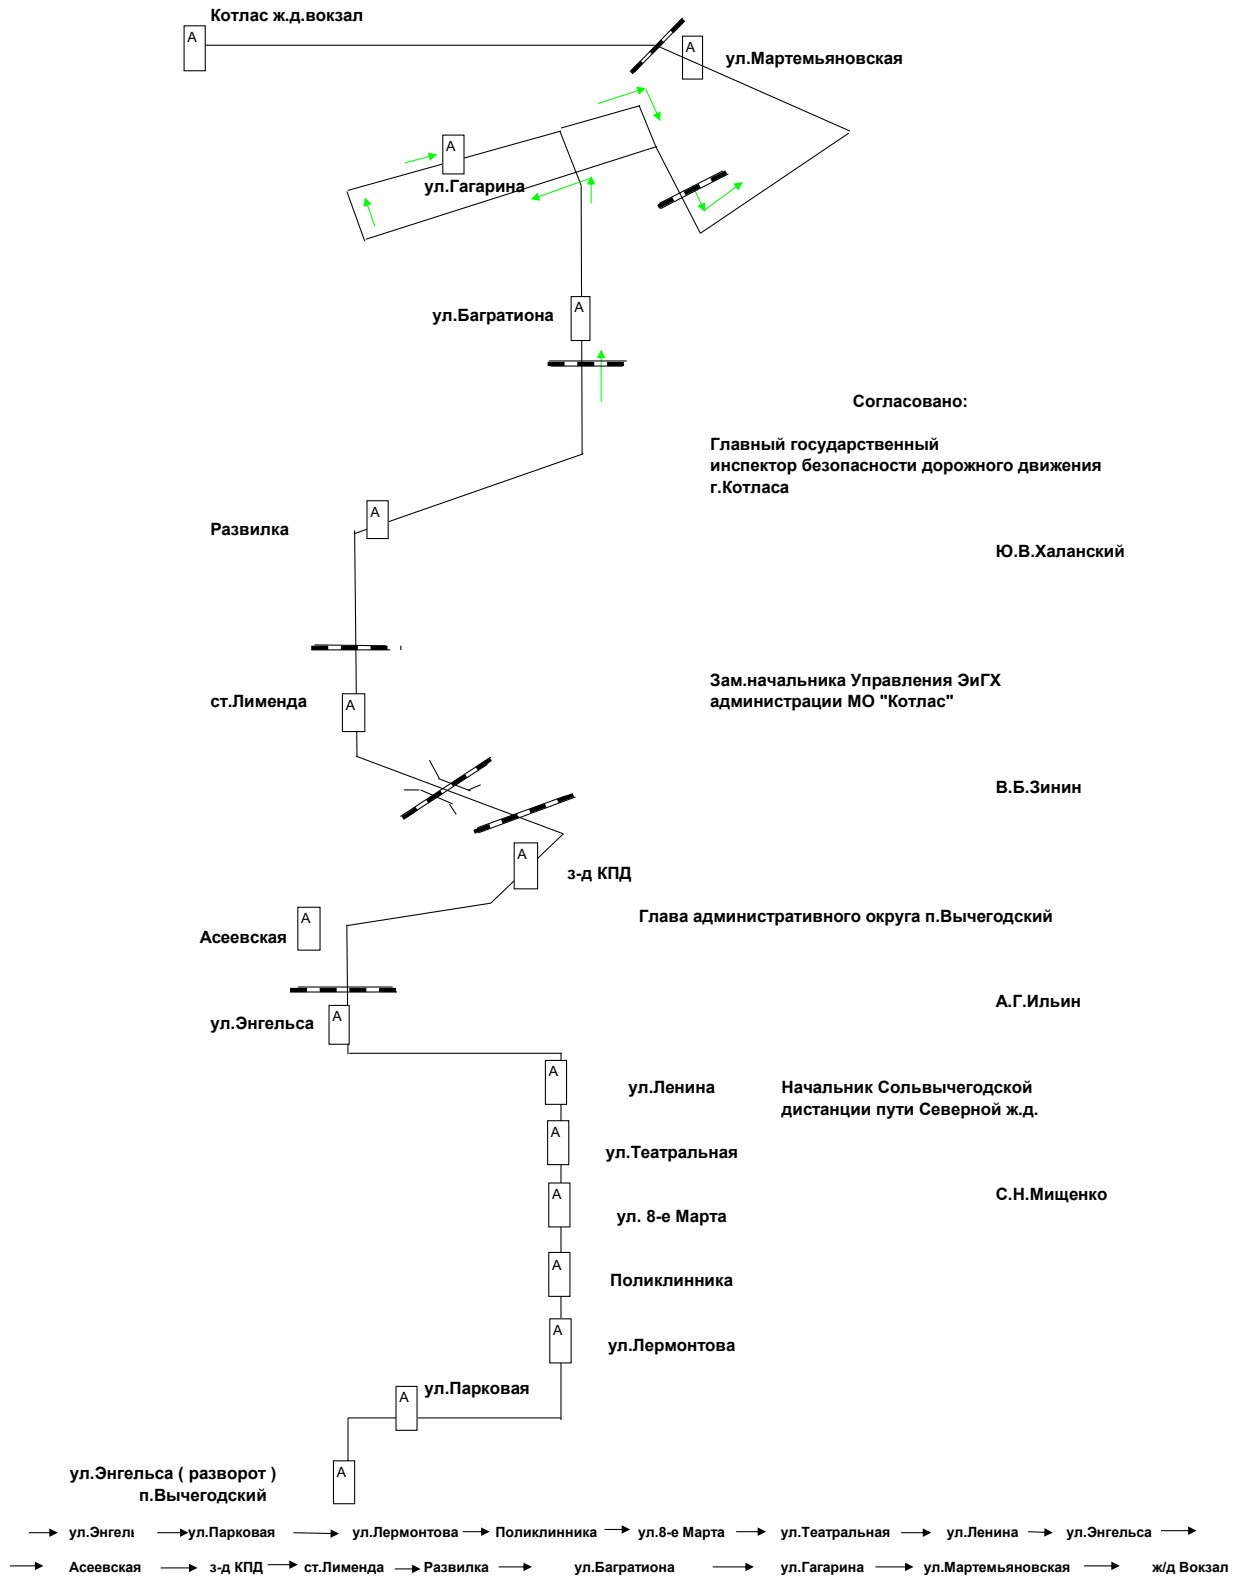 Котлас ж.д.вокзал
А
А
ул.Мартемьяновская
А
ул.Гагарина
ул.Багратиона
А
Согласовано:
Главный государственный
инспектор безопасности дорожного движения
г.Котласа
А
Развилка
Ю.В.Халанский
Зам.начальника Управления ЭиГХ
администрации МО "Котлас"
ст.Лименда
А
В.Б.Зинин
А
з-д КПД
Глава административного округа п.Вычегодский
А
Асеевская
А.Г.Ильин
ул.Энгельса
А
А
ул.Ленина
Начальник Сольвычегодской
дистанции пути Северной ж.д.
А
ул.Театральная
А
ул. 8-е Марта
С.Н.Мищенко
А
Поликлинника
А
ул.Лермонтова
А
ул.Парковая
ул.Энгельса ( разворот )
п.Вычегодский
А
ул.Энгель ул.Парковая ул.Лермонтова Поликлинника ул.8-е Марта ул.Театральная ул.Ленина ул.Энгельса
Асеевская з-д КПД ст.Лименда Развилка ул.Багратиона ул.Гагарина ул.Мартемьяновская ж/д Вокзал